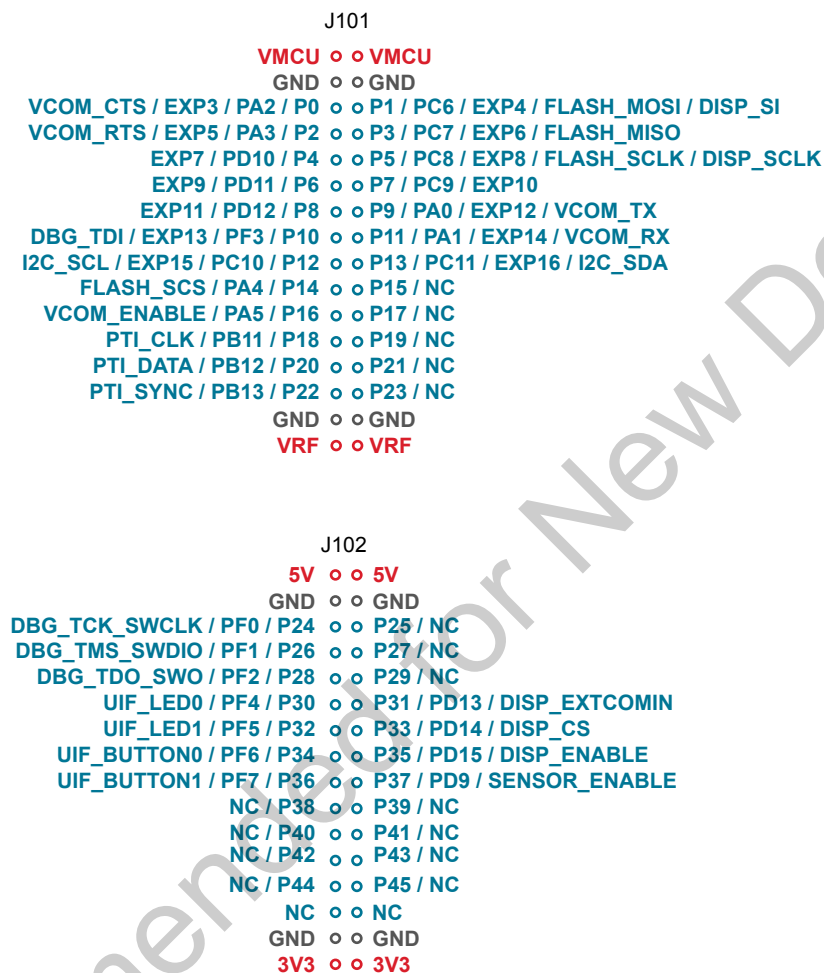 J101
VMCU VMCU
GND GND
VCOM_CTS / EXP3 / PA2 / P0 P1 / PC6 / EXP4 / FLASH_MOSI / DISP_SI
VCOM_RTS / EXP5 / PA3 / P2 P3 / PC7 / EXP6 / FLASH_MISO
EXP7 / PD10 / P4 P5 / PC8 / EXP8 / FLASH_SCLK / DISP_SCLK
EXP9 / PD11 / P6 P7 / PC9 / EXP10
EXP11 / PD12 / P8 P9 / PA0 / EXP12 / VCOM_TX
DBG_TDI / EXP13 / PF3 / P10 P11 / PA1 / EXP14 / VCOM_RX
I2C_SCL / EXP15 / PC10 / P12 P13 / PC11 / EXP16 / I2C_SDA
FLASH_SCS / PA4 / P14 P15 / NC
VCOM_ENABLE / PA5 / P16 P17 / NC
PTI_CLK / PB11 / P18 P19 / NC
PTI_DATA / PB12 / P20 P21 / NC
PTI_SYNC / PB13 / P22 P23 / NC
GND GND
VRF VRF
J102
5V 5V
GND GND
DBG_TCK_SWCLK / PF0 / P24 P25 / NC
DBG_TMS_SWDIO / PF1 / P26 P27 / NC
DBG_TDO_SWO / PF2 / P28 P29 / NC
UIF_LED0 / PF4 / P30 P31 / PD13 / DISP_EXTCOMIN
UIF_LED1 / PF5 / P32 P33 / PD14 / DISP_CS
UIF_BUTTON0 / PF6 / P34 P35 / PD15 / DISP_ENABLE
UIF_BUTTON1 / PF7 / P36 P37 / PD9 / SENSOR_ENABLE
NC / P38 P39 / NC
NC / P40 P41 / NC
NC / P42 P43 / NC
NC / P44 P45 / NC
NC NC
GND GND
3V3 3V3
mended for New De